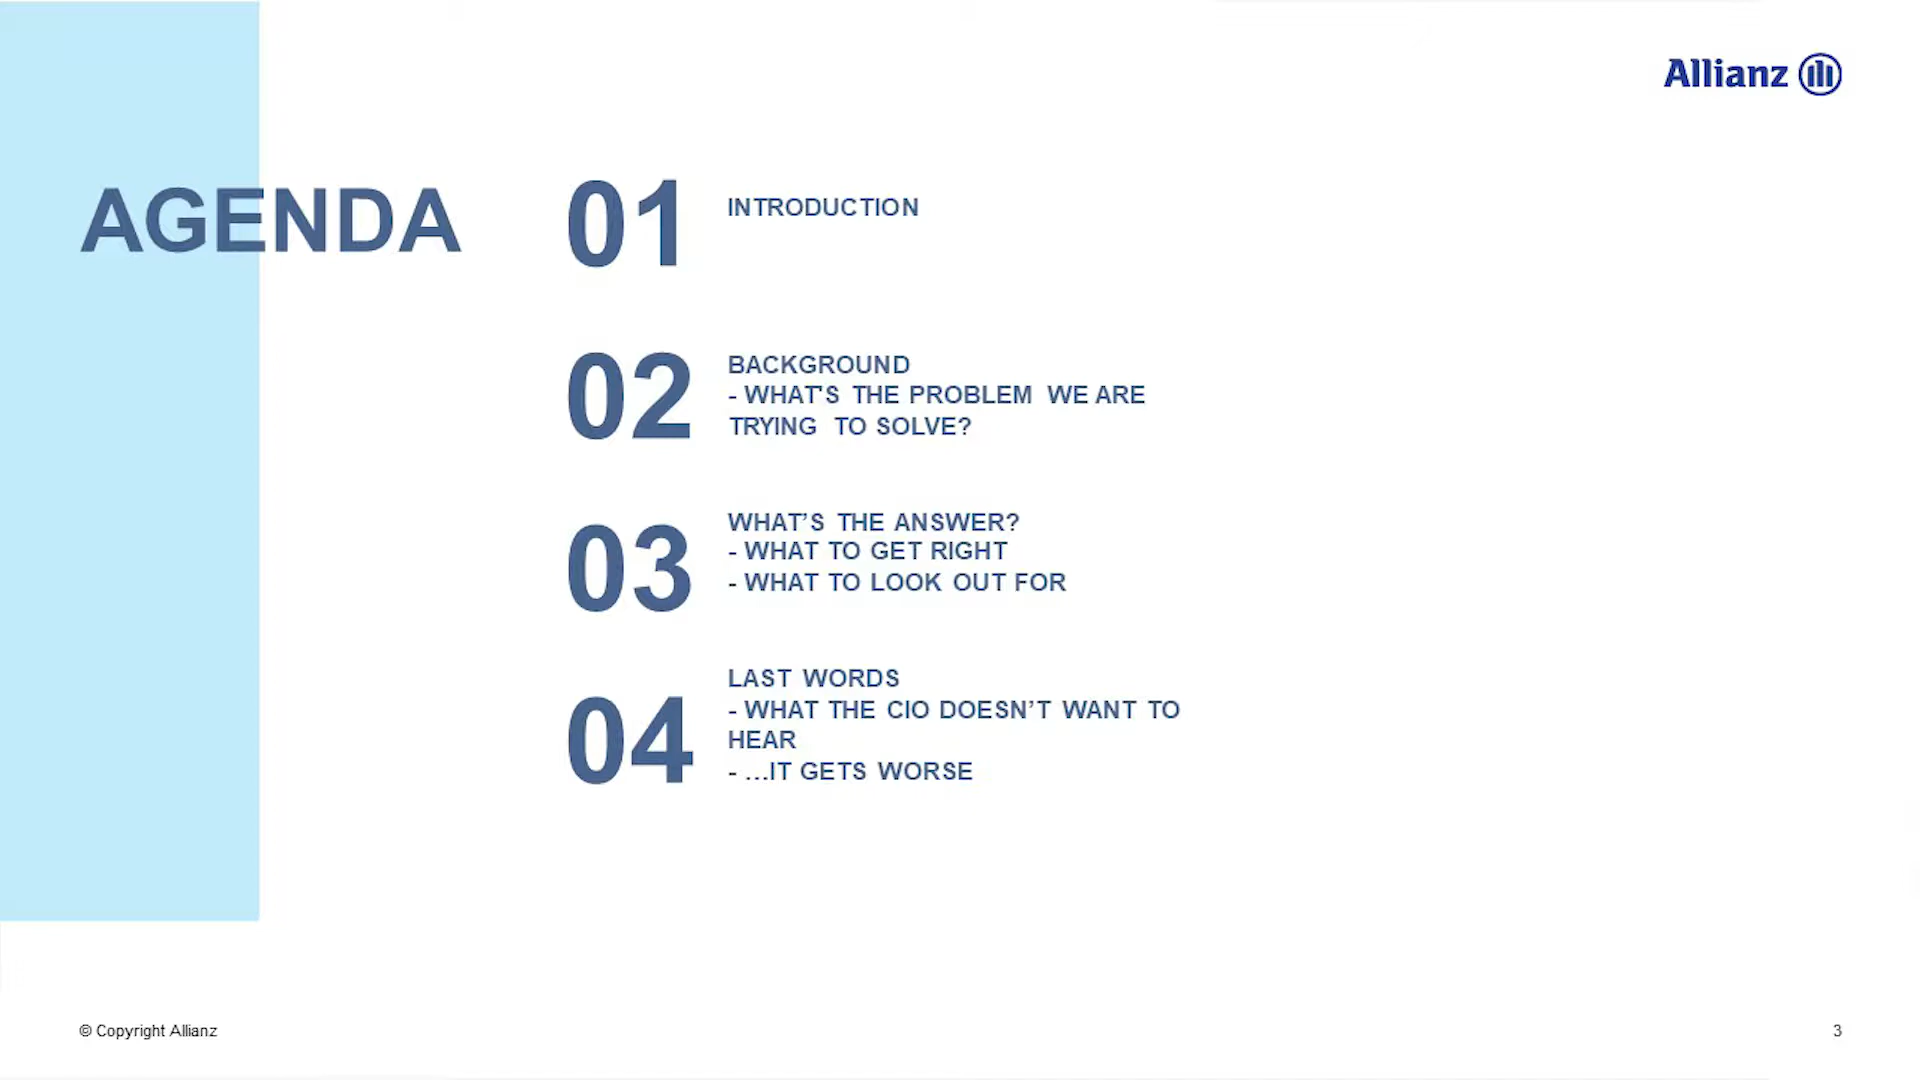 Allianz
AGENDA
01
INTRODUCTION
02
BACKGROUND
- WHAT'S THE PROBLEM WE ARE
TRYING TO SOLVE?
03
WHAT’S THE ANSWER?
- WHAT TO GET RIGHT
- WHAT TO LOOK OUT FOR
04
LAST WORDS
- WHAT THE CIO DOESN’T WANT TO
HEAR
- …IT GETS WORSE
© Copyright Allianz
3